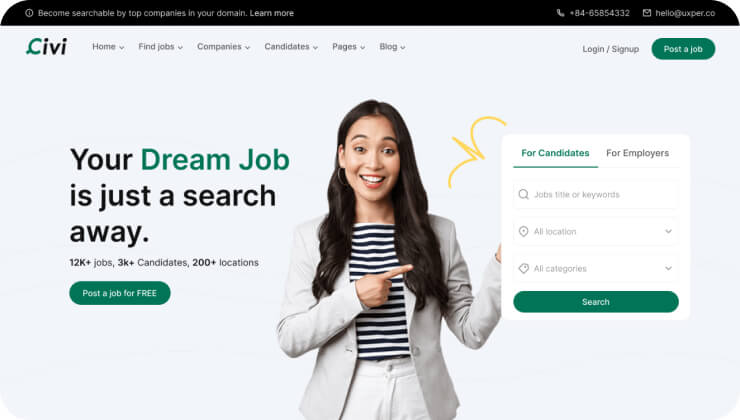 Become searchable by top companies in your domain. Learn more
+84-65854332
hello@uxper.co
Civi
Home
Find jobs
Companies
Candidates
Pages
Blog
Login / Signup
Post a job
Your Dream Job
is just a search
away.
12K+ jobs, 3k+ Candidates, 200+ locations
Post a job for FREE
For Candidates
For Employers
Jobs title or keywords
All location
All categories
Search